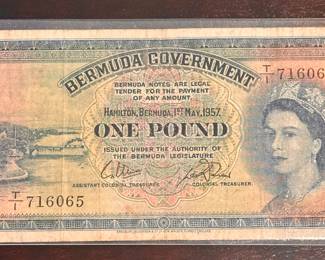 BERMUDA GOVERNMENT
BERMUDA NOTES ARE LEGAL
TENDER FOR THE PAYMENT
OF ANY AMOUNT.
T/1 71606
HAMILTON, BERMUDA, 1ST MAY, 1957.
ONE POUND
ISSUED UNDER THE AUTHORITY OF
THE BERMUDA LEGISLATURE
ASSISTANT COLONIAL TREASURER
COLONIAL TREASURER.
T/1 716065